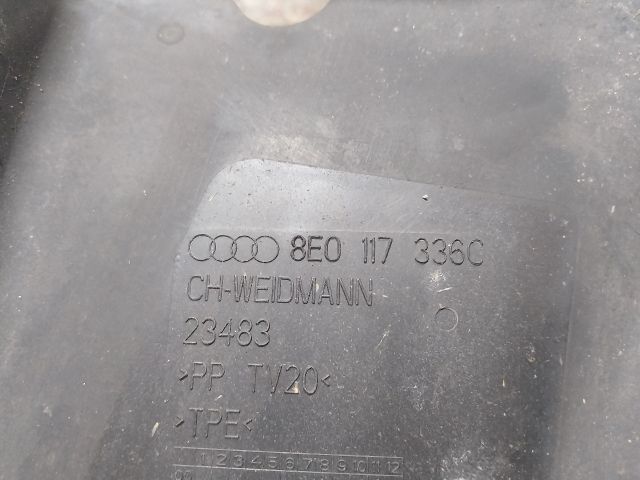 8E0 117 336C
CH-WEIDMANN
23483
>PP TV20<
>TPE<
1 2 3 4 5 6 7 8 9 10 11 12